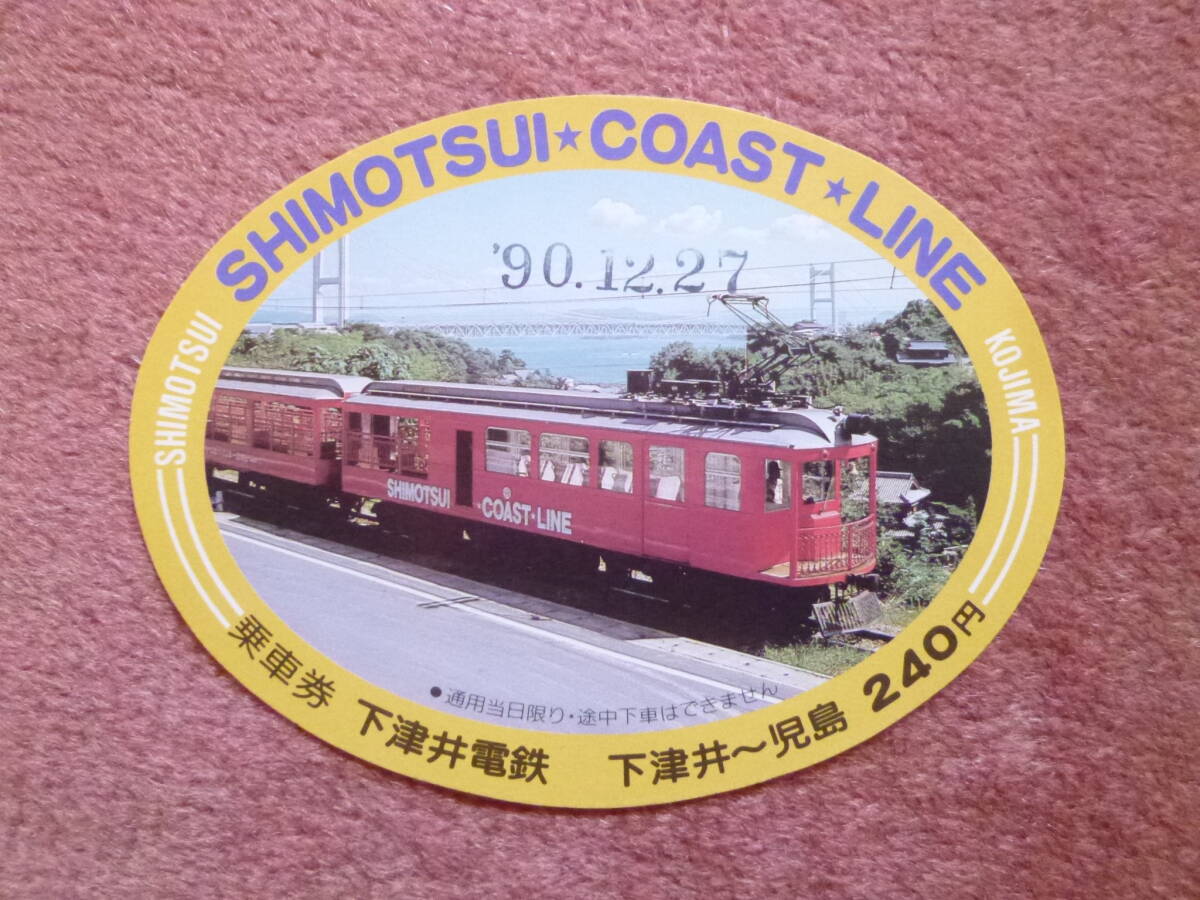 SHIMOTSUI★COAST★LINE
SHIMOTSUI
KOJIMA
'90.12.27
SHIMOTSUI
COAST・LINE
●通用当日限り・途中下車はできません
乗車券 下津井電鉄 下津井〜児島 240円